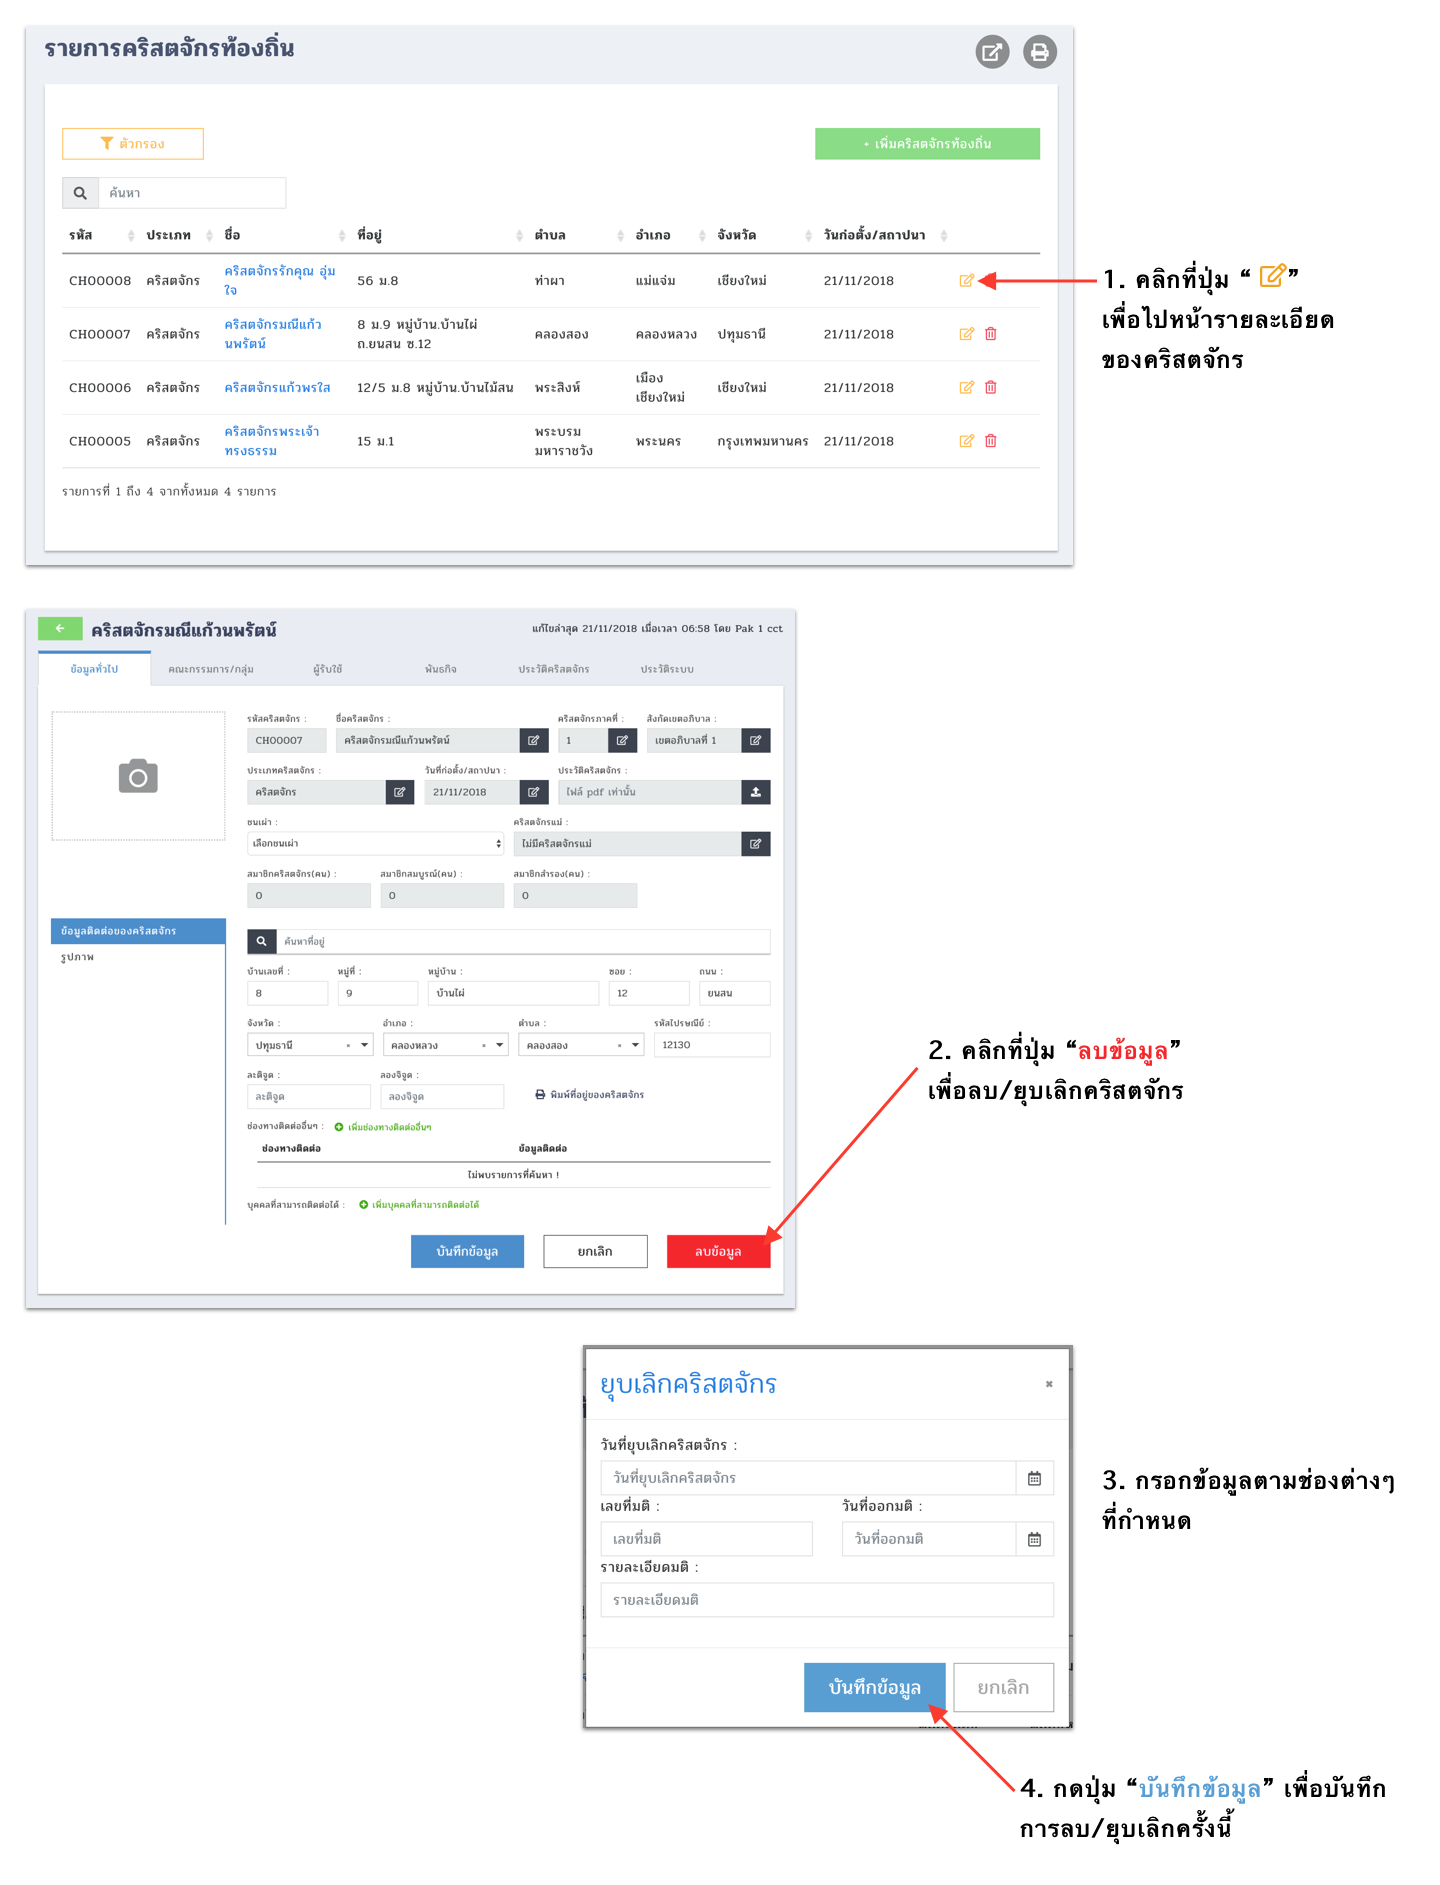 รายการคริสตจักรท้องถิ่น
ตัวกรอง
+ เพิ่มคริสตจักรท้องถิ่น
ค้นหา
รหัส ประเภท ชื่อ ที่อยู่ ตำบล อำเภอ จังหวัด วันก่อตั้ง/สถาปนา
CH00008 คริสตจักร คริสตจักรรักคุณ อุ่มใจ 56 ม.8 ท่าผา แม่แจ่ม เชียงใหม่ 21/11/2018
CH00007 คริสตจักร คริสตจักรมณีแก้วนพรัตน์ 8 ม.9 หมู่บ้าน.บ้านไผ่ ถ.ยนสน ซ.12 คลองสอง คลองหลวง ปทุมธานี 21/11/2018
CH00006 คริสตจักร คริสตจักรแก้วพรใส 12/5 ม.8 หมู่บ้าน.บ้านไม้สน พระสิงห์ เมืองเชียงใหม่ เชียงใหม่ 21/11/2018
CH00005 คริสตจักร คริสตจักรพระเจ้าทรงธรรม 15 ม.1 พระบรมมหาราชวัง พระนคร กรุงเทพมหานคร 21/11/2018
รายการที่ 1 ถึง 4 จากทั้งหมด 4 รายการ
1. คลิกที่ปุ่ม “ ”
เพื่อไปหน้ารายละเอียด
ของคริสตจักร
คริสตจักรมณีแก้วนพรัตน์
แก้ไขล่าสุด 21/11/2018 เมื่อเวลา 06:58 โดย Pak 1 cct
ข้อมูลทั่วไป คณะกรรมการ/กลุ่ม ผู้รับใช้ พันธกิจ ประวัติคริสตจักร ประวัติระบบ
รหัสคริสตจักร : ชื่อคริสตจักร : คริสตจักรภาคที่ : สังกัดเขตอภิบาล :
CH00007 คริสตจักรมณีแก้วนพรัตน์ 1 เขตอภิบาลที่ 1
ประเภทคริสตจักร : วันที่ก่อตั้ง/สถาปนา : ประวัติคริสตจักร :
คริสตจักร 21/11/2018 ไฟล์ pdf เท่านั้น
ชนเผ่า : คริสตจักรแม่ :
เลือกชนเผ่า ไม่มีคริสตจักรแม่
สมาชิกคริสตจักร(คน) : สมาชิกสมบูรณ์(คน) : สมาชิกสำรอง(คน) :
0 0 0
ข้อมูลติดต่อของคริสตจักร
รูปภาพ
ค้นหาที่อยู่
บ้านเลขที่ : หมู่ที่ : หมู่บ้าน : ซอย : ถนน :
8 9 บ้านไผ่ 12 ยนสน
จังหวัด : อำเภอ : ตำบล : รหัสไปรษณีย์ :
ปทุมธานี × คลองหลวง × คลองสอง × 12130
ละติจูด : ลองจิจูด :
ละติจูด ลองจิจูด พิมพ์ที่อยู่ของคริสตจักร
ช่องทางติดต่ออื่นๆ : เพิ่มช่องทางติดต่ออื่นๆ
ช่องทางติดต่อ ข้อมูลติดต่อ
ไม่พบรายการที่ค้นหา !
บุคคลที่สามารถติดต่อได้ : เพิ่มบุคคลที่สามารถติดต่อได้
บันทึกข้อมูล ยกเลิก ลบข้อมูล
2. คลิกที่ปุ่ม “ลบข้อมูล”
เพื่อลบ/ยุบเลิกคริสตจักร
ยุบเลิกคริสตจักร ×
วันที่ยุบเลิกคริสตจักร :
วันที่ยุบเลิกคริสตจักร
เลขที่มติ : วันที่ออกมติ :
เลขที่มติ วันที่ออกมติ
รายละเอียดมติ :
รายละเอียดมติ
บันทึกข้อมูล ยกเลิก
3. กรอกข้อมูลตามช่องต่างๆ
ที่กำหนด
4. กดปุ่ม “บันทึกข้อมูล” เพื่อบันทึก
การลบ/ยุบเลิกครั้งนี้